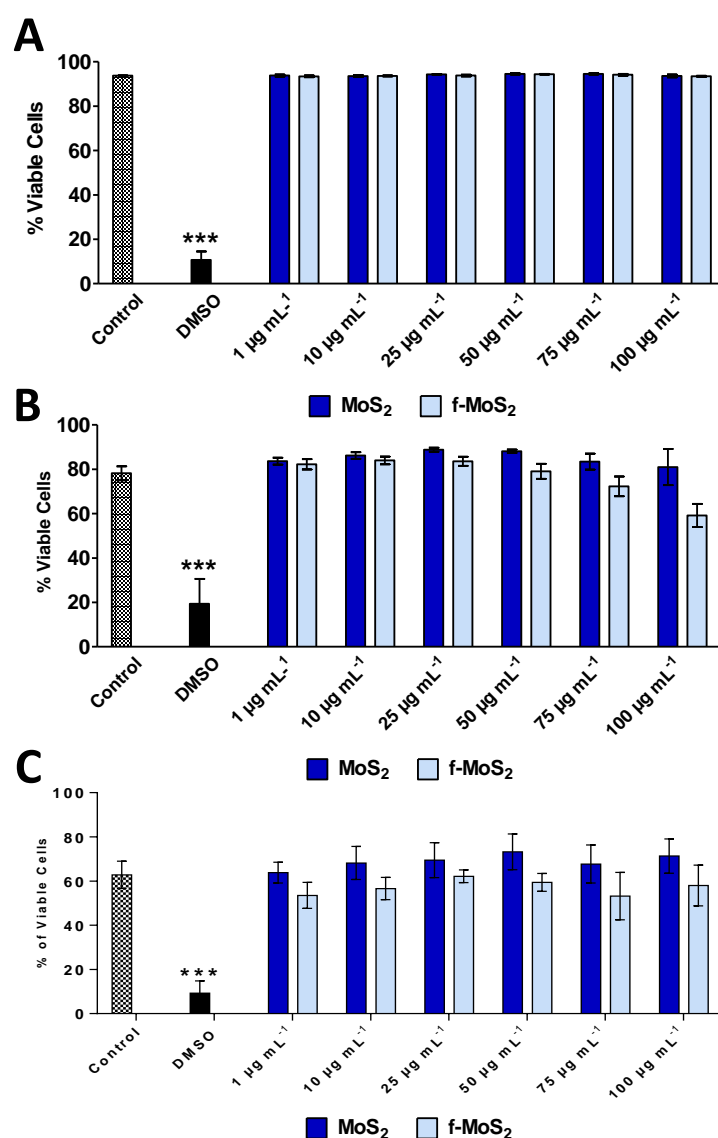 A
% Viable Cells
100
80
60
40
20
0
***
Control
DMSO
1 µg mL-¹
10 µg mL⁻¹
25 µg mL⁻¹
50 µg mL⁻¹
75 µg mL⁻¹
100 µg mL⁻¹
MoS₂ f-MoS₂
B
% Viable Cells
100
80
60
40
20
0
***
Control
DMSO
1 µg mL-¹
10 µg mL⁻¹
25 µg mL⁻¹
50 µg mL⁻¹
75 µg mL⁻¹
100 µg mL⁻¹
MoS₂ f-MoS₂
C
% of Viable Cells
100
80
60
40
20
0
***
Control
DMSO
1 µg mL⁻¹
10 µg mL⁻¹
25 µg mL⁻¹
50 µg mL⁻¹
75 µg mL⁻¹
100 µg mL⁻¹
MoS₂ f-MoS₂